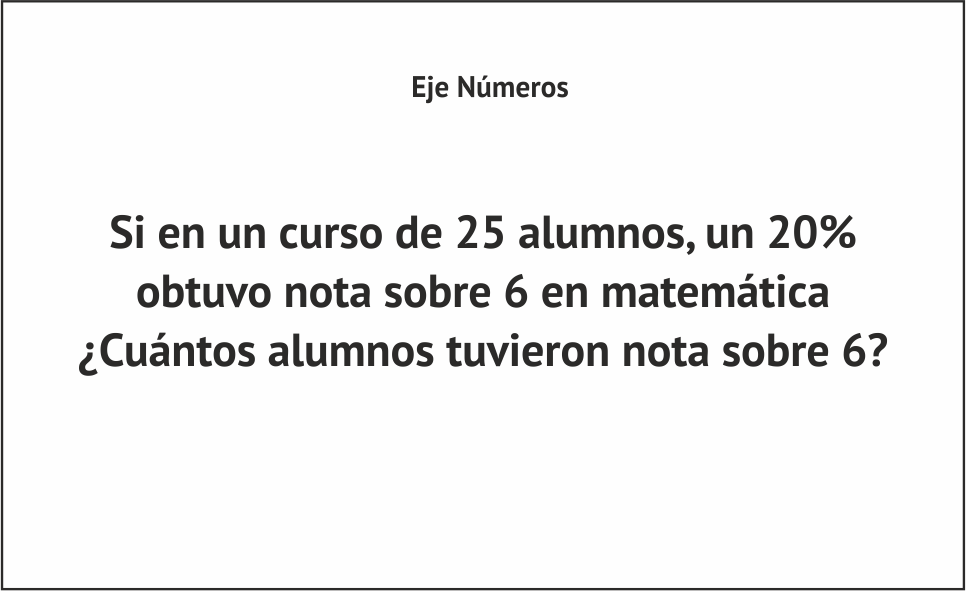 Eje Números
Si en un curso de 25 alumnos, un 20%
obtuvo nota sobre 6 en matemática
¿Cuántos alumnos tuvieron nota sobre 6?